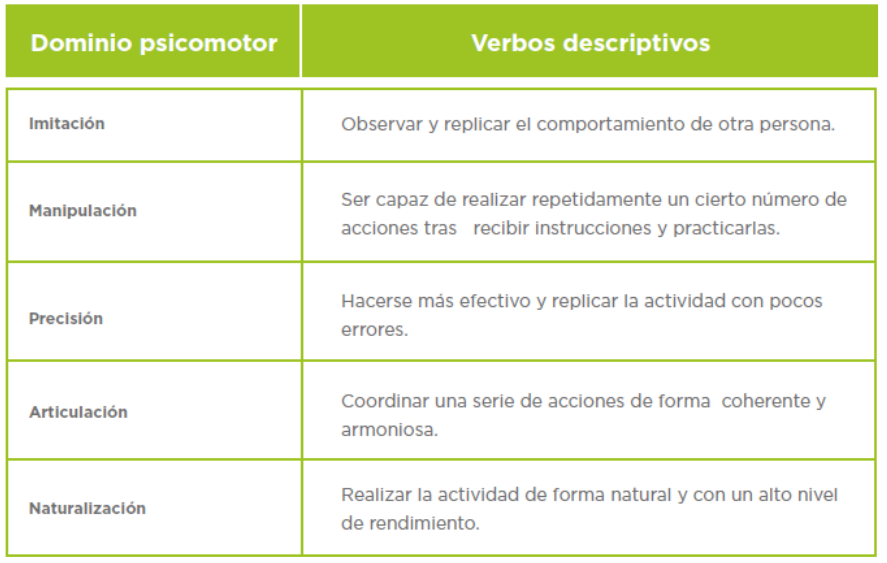 Dominio psicomotor
Verbos descriptivos
Imitación
Observar y replicar el comportamiento de otra persona.
Manipulación
Ser capaz de realizar repetidamente un cierto número de
acciones tras recibir instrucciones y practicarlas.
Precisión
Hacerse más efectivo y replicar la actividad con pocos
errores.
Articulación
Coordinar una serie de acciones de forma coherente y
armoniosa.
Naturalización
Realizar la actividad de forma natural y con un alto nivel
de rendimiento.